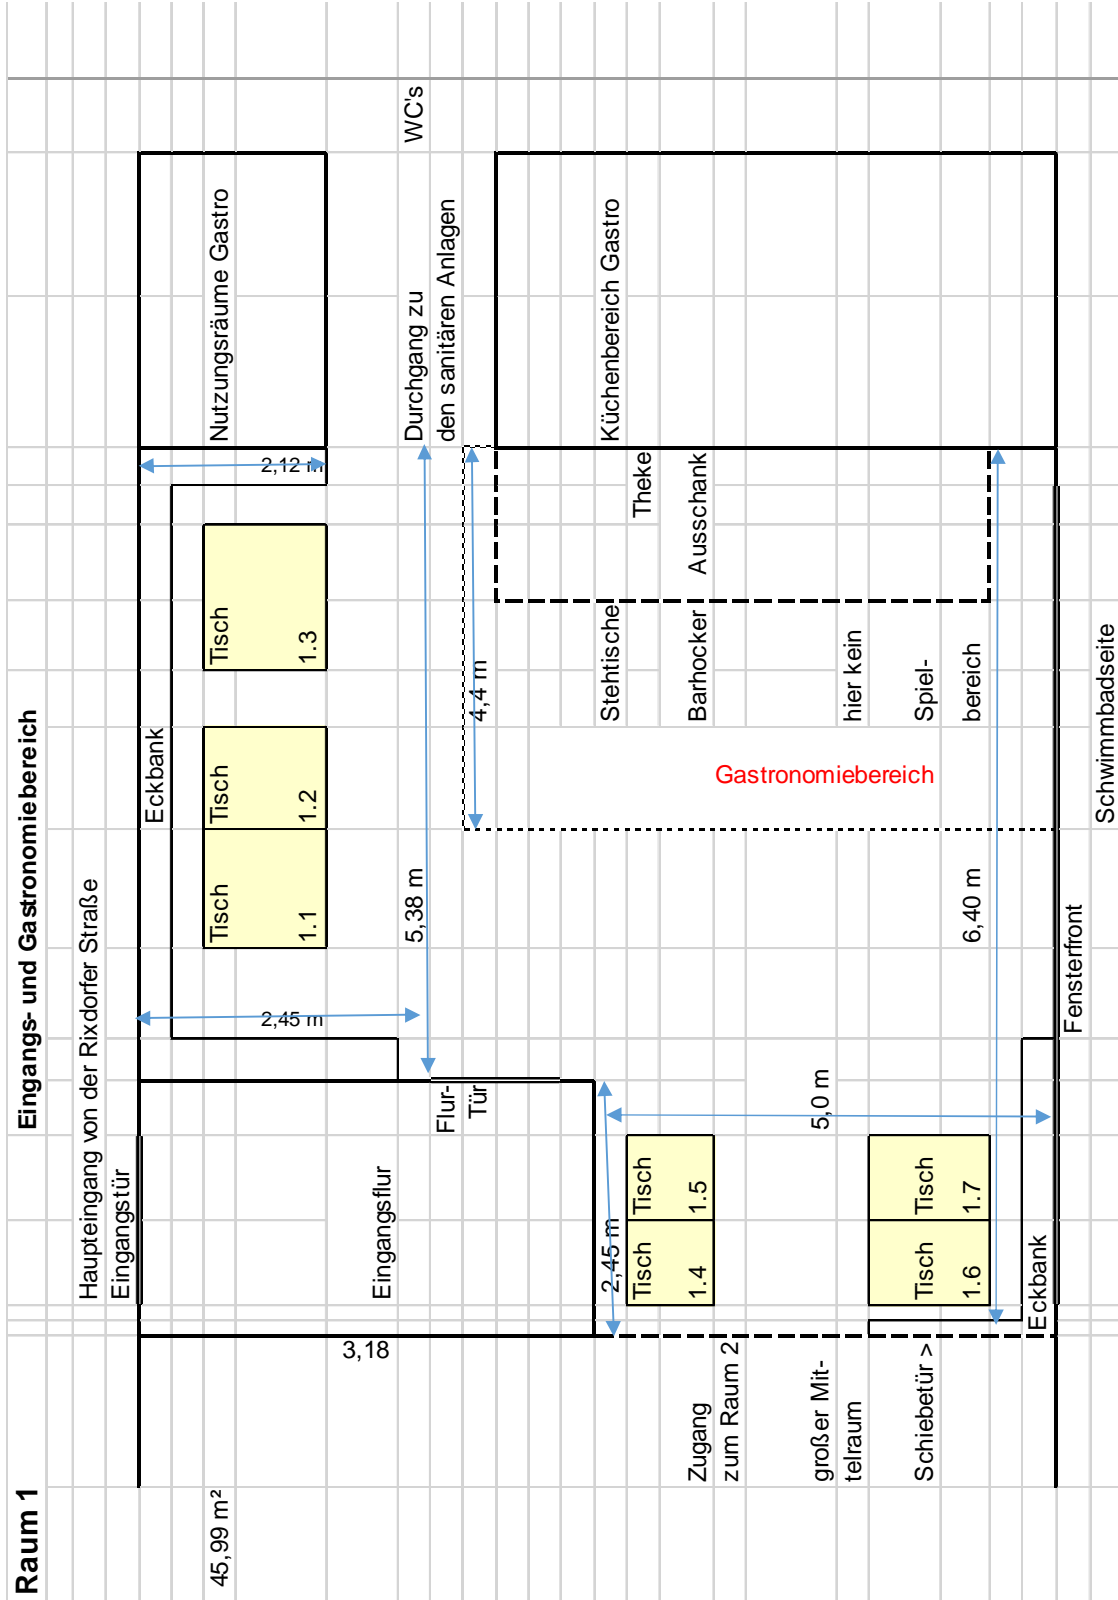 Raum 1
Eingangs- und Gastronomiebereich
Haupteingang von der Rixdorfer Straße
Eingangstür
Eckbank
45,99 m²
Tisch
1.1
Tisch
1.2
Tisch
1.3
Nutzungsräume Gastro
2,45 m
2,12 m
3,18
Eingangsflur
5,38 m
Durchgang zu
den sanitären Anlagen
WC's
Flur-
Tür
4,4 m
2,45 m
Stehtische
Küchenbereich Gastro
Tisch
1.4
Tisch
1.5
Theke
Zugang
zum Raum 2
Barhocker
Ausschank
Gastronomiebereich
großer Mit-
telraum
5,0 m
hier kein
Spiel-
bereich
Schiebetür >
Tisch
1.6
Tisch
1.7
6,40 m
Eckbank
Fensterfront
Schwimmbadseite